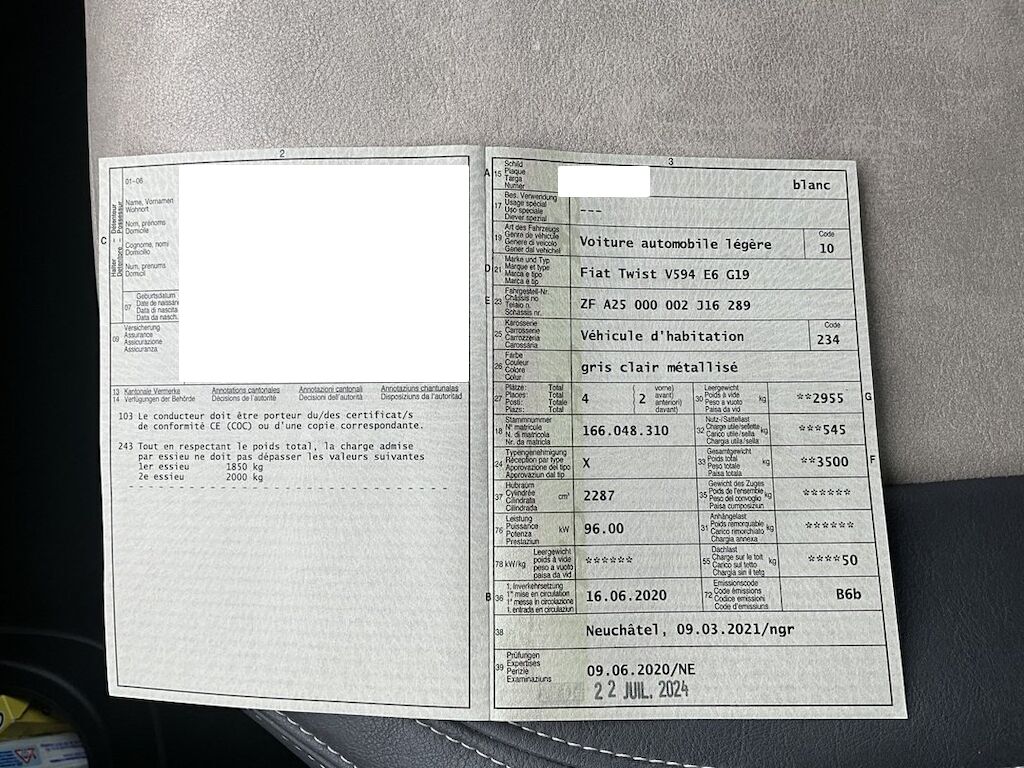 2
01-06
Name, Vornamen
Wohnort
Nom, prénoms
Domicile
Cognome, nomi
Domicilio
Num, prenums
Domicil
C
Halter – Détenteur
Detentore – Possessur
07
Geburtsdatum
Data di nascita
Data da nasch.
09
Versicherung
Assurance
Assicurazione
Assicuranza
13 Kantonale Vermerke Annotations cantonales Annotazioni cantonali Annotaziuns chantunalas
14 Verfügungen der Behörde Décisions de l'autorité Decisioni dell'autorità Disposiziuns da l'autoritad
103 Le conducteur doit être porteur du/des certificat/s
de conformité CE (COC) ou d'une copie correspondante.
243 Tout en respectant le poids total, la charge admise
par essieu ne doit pas dépasser les valeurs suivantes
1er essieu 1850 kg
2e essieu 2000 kg
3
A 15 Schild
Plaque
Targa
Numer
blanc
17 Bes. Verwendung
Usage spécial
Uso speciale
Diever spezial
---
19 Art des Fahrzeugs
Genre de véhicule
Genere di veicolo
Gener dal vehichel
Voiture automobile légère
Code
10
D 21 Marke und Typ
Marque et type
Marca e tipo
Marca e tip
Fiat Twist V594 E6 G19
E 23 Fahrgestell-Nr.
Châssis no
Telaio n.
Schassis nr.
ZF A25 000 002 J16 289
25 Karosserie
Carrosserie
Carrozzeria
Carossaria
Véhicule d'habitation
Code
234
26 Farbe
Couleur
Colore
Colur
gris clair métallisé
27 Plätze: Total
Places: Total
Posti: Totale
Plazs: Total
4
( 2 vorne)
avant)
anteriori)
davant)
30 Leergewicht
Poids à vide
Peso a vuoto
Paisa da vid
kg
**2955
G
18 Stammnummer
N° matricule
N. di matricola
Nr. da matricla
166.048.310
32 Nutz-/Sattellast
Charge utile/sellette
Carico utile/sella
Chargia utila/sella
kg
***545
24 Typengenehmigung
Réception par type
Approvazione del tipo
Approvaziun dal tip
X
33 Gesamtgewicht
Poids total
Peso totale
Paisa totala
kg
**3500
F
37 Hubraum
Cylindrée
Cilindrata
Cilindrada
cm³
2287
35 Gewicht des Zuges
Poids de l'ensemble
Peso del convoglio
Paisa cumposiziun
kg
******
76 Leistung
Puissance
Potenza
Prestaziun
kW
96.00
31 Anhängelast
Poids remorquable
Carico rimorchiato
Chargia annexa
kg
******
78 kW/kg
Leergewicht
poids à vide
peso a vuoto
paisa da vid
******
55 Dachlast
Charge sur le toit
Carico sul tetto
Chargia sin il tetg
kg
****50
B 36 1. Inverkehrsetzung
1re mise en circulation
1a messa in circolazione
1. entrada en circulaziun
16.06.2020
72 Emissionscode
Code émissions
Codice emissioni
Code d'emissiuns
B6b
38
Neuchâtel, 09.03.2021/ngr
39 Prüfungen
Expertises
Perizie
Examinaziuns
09.06.2020/NE
22 JUIL. 2024